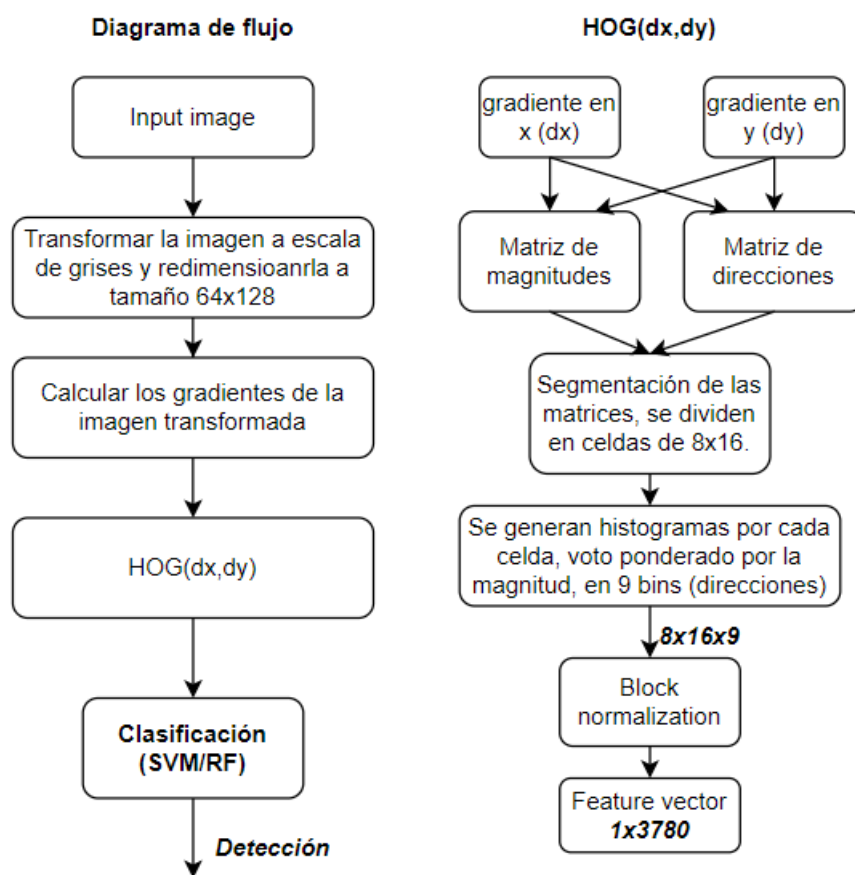 Diagrama de flujo
Input image
Transformar la imagen a escala
de grises y redimensioanrla a
tamaño 64x128
Calcular los gradientes de la
imagen transformada
HOG(dx,dy)
Clasificación
(SVM/RF)
Detección
HOG(dx,dy)
gradiente en
x (dx)
gradiente en
y (dy)
Matriz de
magnitudes
Matriz de
direcciones
Segmentación de las
matrices, se dividen
en celdas de 8x16.
Se generan histogramas por cada
celda, voto ponderado por la
magnitud, en 9 bins (direcciones)
8x16x9
Block
normalization
Feature vector
1x3780